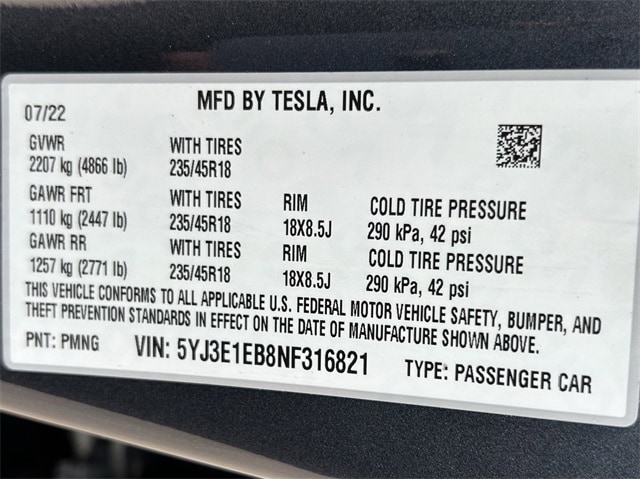 MFD BY TESLA, INC.
07/22
GVWR WITH TIRES
2207 kg (4866 lb) 235/45R18
GAWR FRT WITH TIRES RIM COLD TIRE PRESSURE
1110 kg (2447 lb) 235/45R18 18X8.5J 290 kPa, 42 psi
GAWR RR WITH TIRES RIM COLD TIRE PRESSURE
1257 kg (2771 lb) 235/45R18 18X8.5J 290 kPa, 42 psi
THIS VEHICLE CONFORMS TO ALL APPLICABLE U.S. FEDERAL MOTOR VEHICLE SAFETY, BUMPER, AND
THEFT PREVENTION STANDARDS IN EFFECT ON THE DATE OF MANUFACTURE SHOWN ABOVE.
PNT: PMNG VIN: 5YJ3E1EB8NF316821 TYPE: PASSENGER CAR